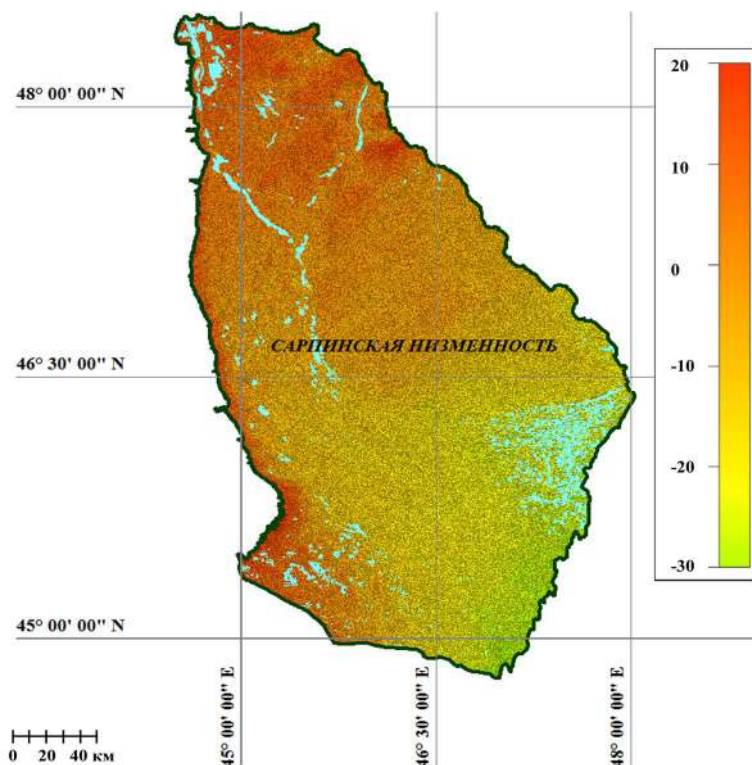 20
48° 00' 00" N
10
0
САРПИНСКАЯ НИЗМЕННОСТЬ
46° 30' 00" N
-10
-20
-30
45° 00' 00" N
45° 00' 00" E
46° 30' 00" E
48° 00' 00" E
0 20 40 км